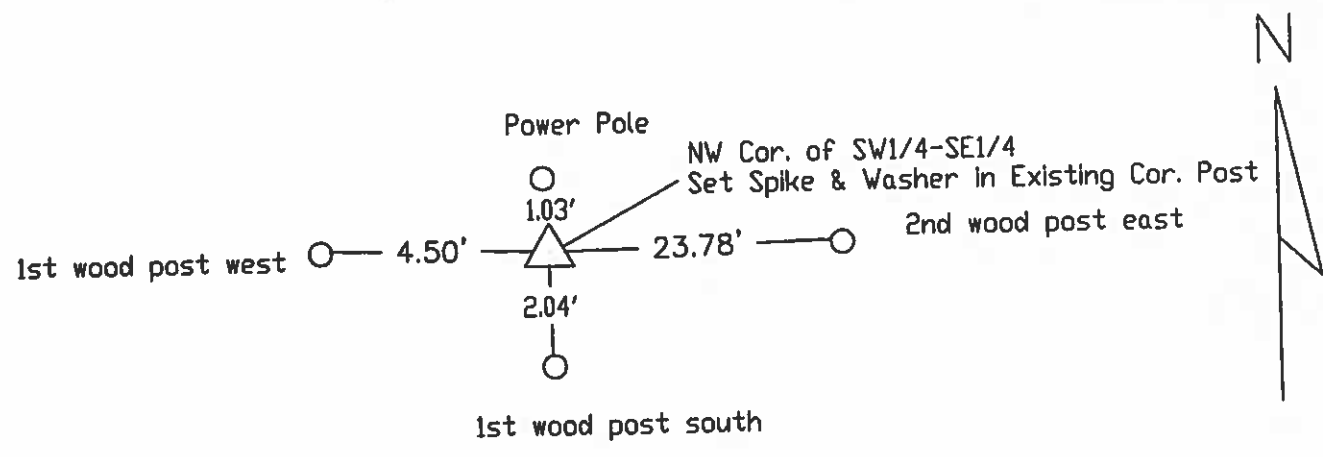 N
Power Pole
NW Cor. of SW1/4-SE1/4
Set Spike & Washer in Existing Cor. Post
1.03'
2nd wood post east
1st wood post west
4.50'
23.78'
2.04'
1st wood post south